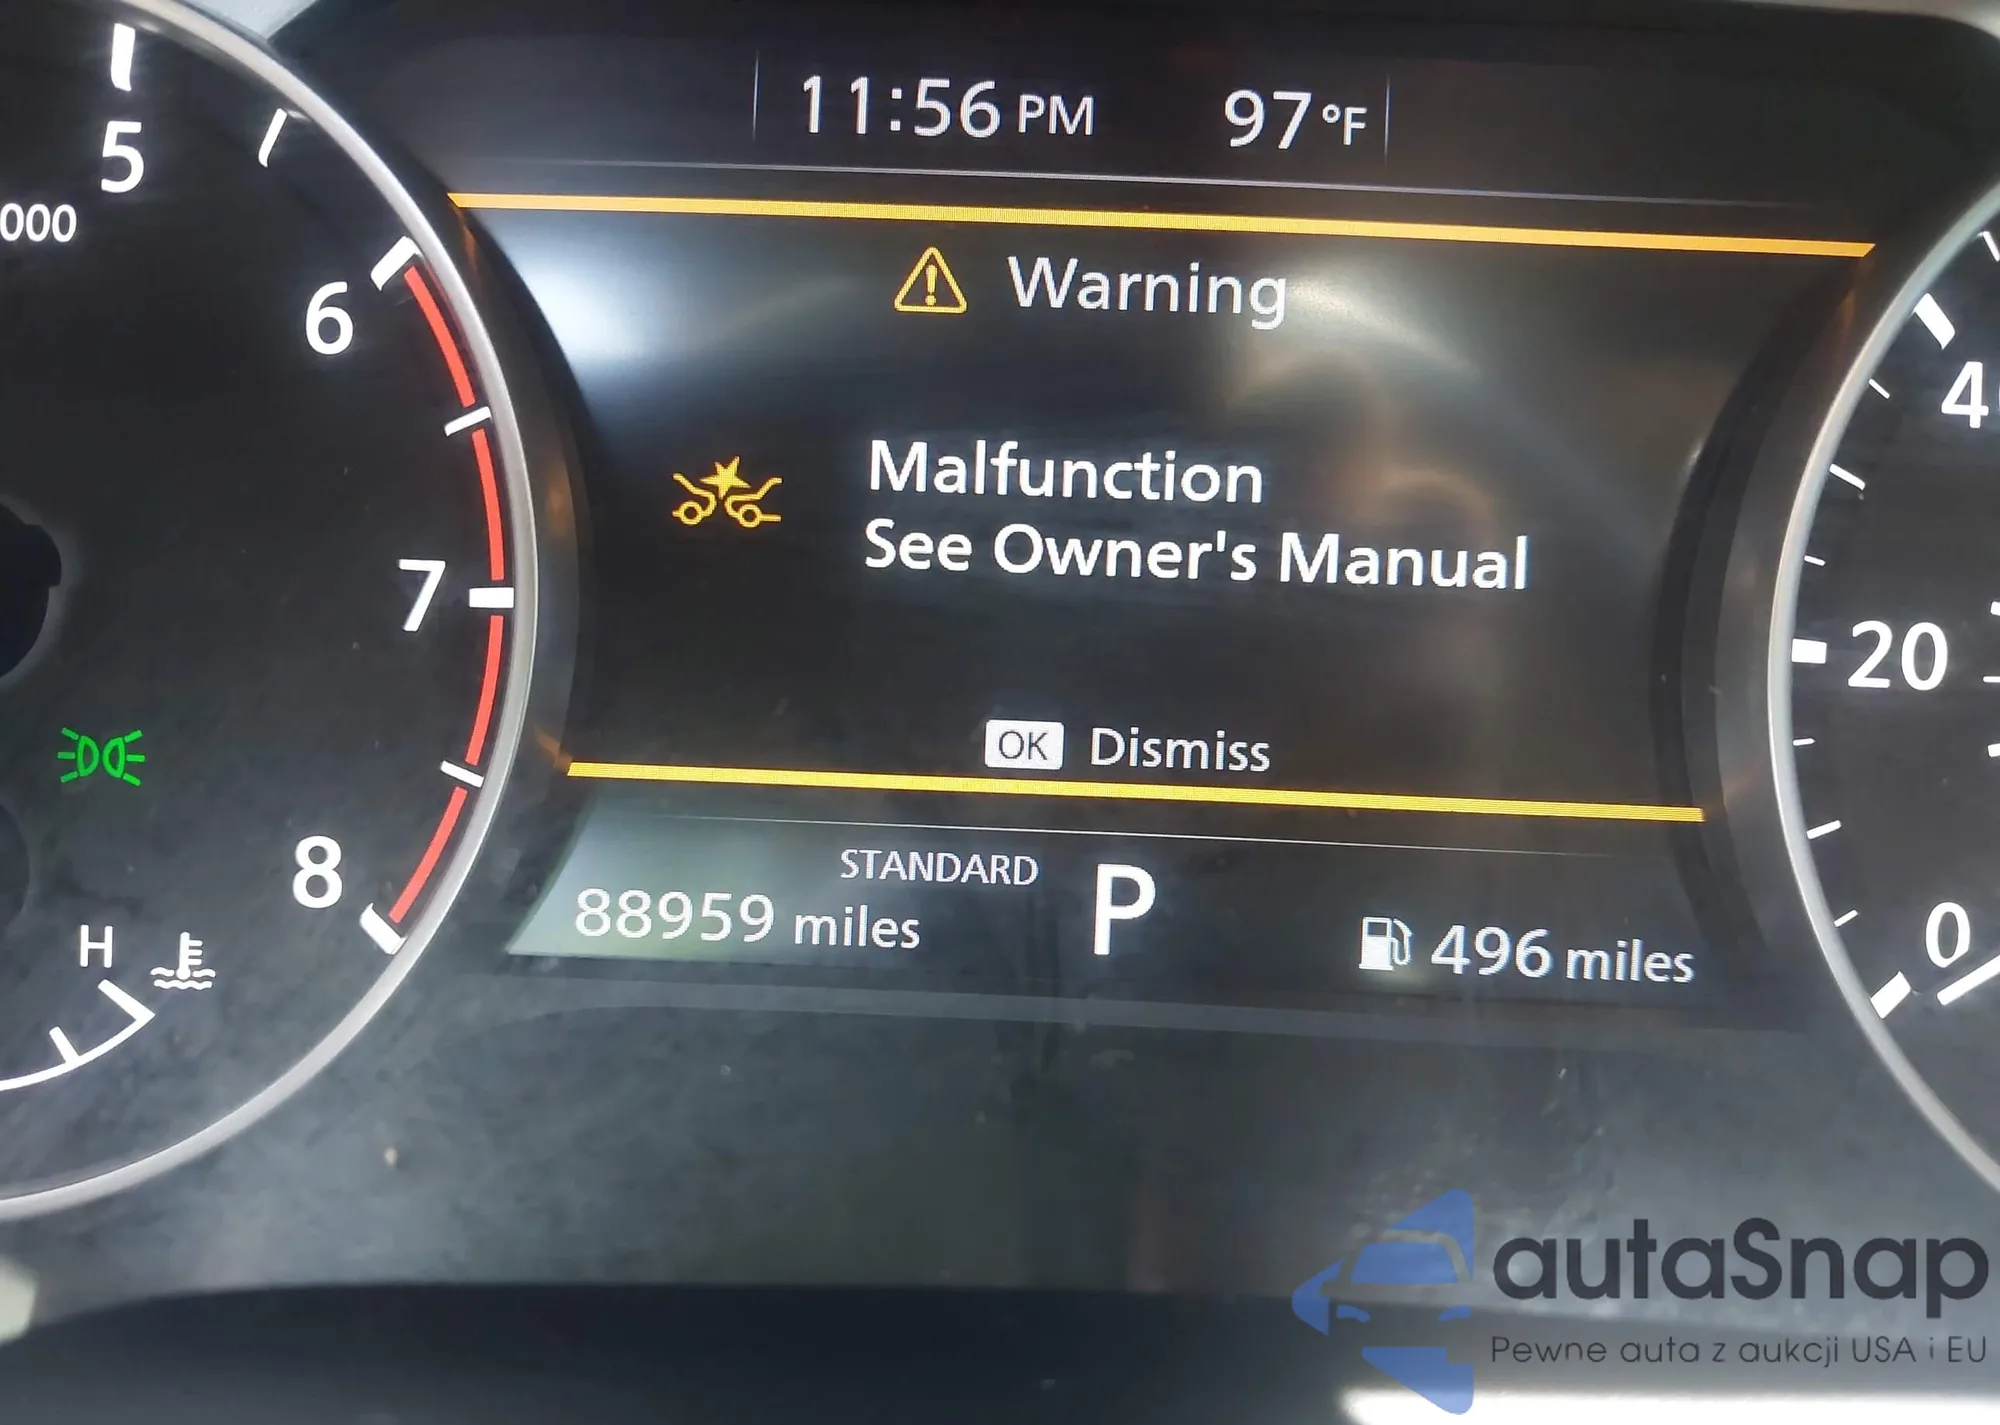 5
000
6
7
8
H
11:56 PM 97 °F
Warning
Malfunction
See Owner's Manual
OK Dismiss
STANDARD
88959 miles
P
496 miles
20
0
autaSnap
Pewne auta z aukcji USA i EU